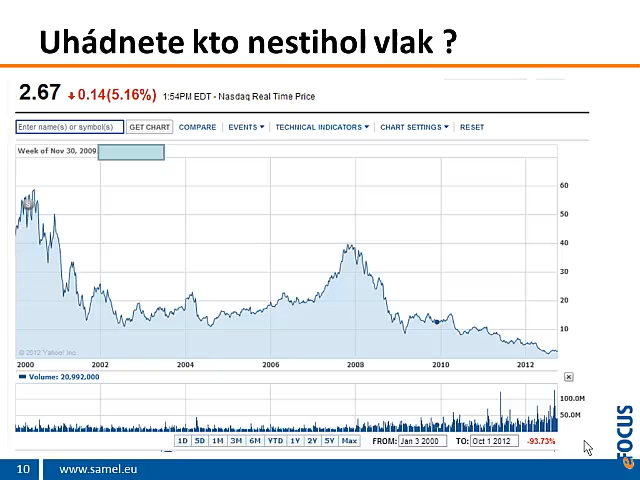 Uhádnete kto nestihol vlak ?
2.67 0.14(5.16%) 1:54PM EDT - Nasdaq Real Time Price
Enter name(s) or symbol(s) GET CHART COMPARE EVENTS TECHNICAL INDICATORS CHART SETTINGS RESET
Week of Nov 30, 2009
60
50
40
30
20
10
© 2012 Yahoo! Inc.
2000 2002 2004 2006 2008 2010 2012
Volume: 20,992,000
100.0M
50.0M
1D 5D 1M 3M 6M YTD 1Y 2Y 5Y Max FROM: Jan 3 2000 TO: Oct 1 2012 -93.73%
eFOCUS
10 www.samel.eu